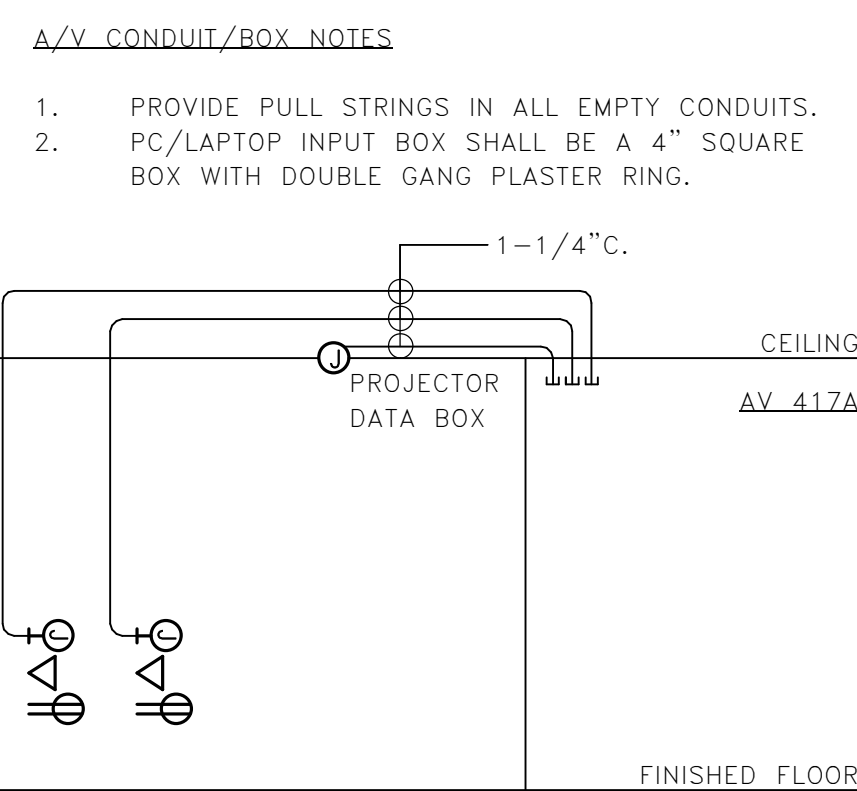 A/V CONDUIT/BOX NOTES
1. PROVIDE PULL STRINGS IN ALL EMPTY CONDUITS.
2. PC/LAPTOP INPUT BOX SHALL BE A 4” SQUARE
BOX WITH DOUBLE GANG PLASTER RING.
1-1/4”C.
CEILING
J
PROJECTOR
DATA BOX
AV 417A
J
J
FINISHED FLOOR